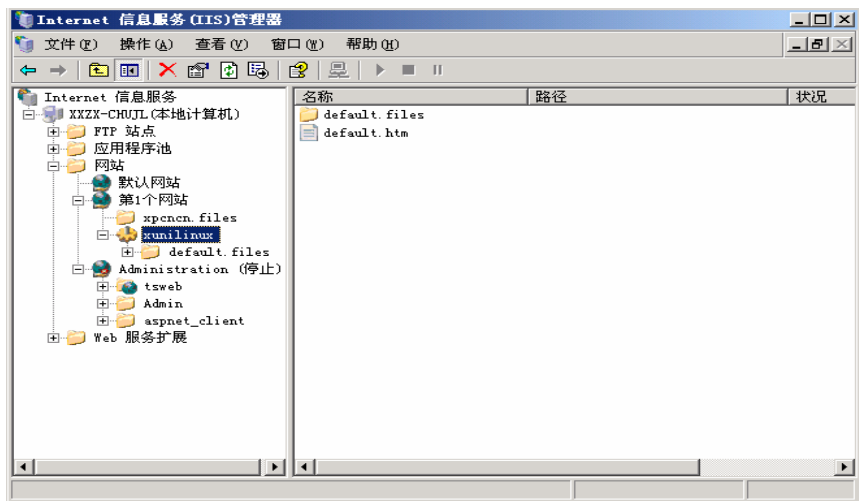 Internet 信息服务(IIS)管理器
文件(F) 操作(A) 查看(V) 窗口(W) 帮助(H)
Internet 信息服务
XXZX-CHUJTL(本地计算机)
FTP 站点
应用程序池
网站
默认网站
第1个网站
xpcncn.files
xunilinux
default.files
Administration (停止)
tsweb
Admin
aspnet_client
Web 服务扩展
名称 路径 状况
default.files
default.htm